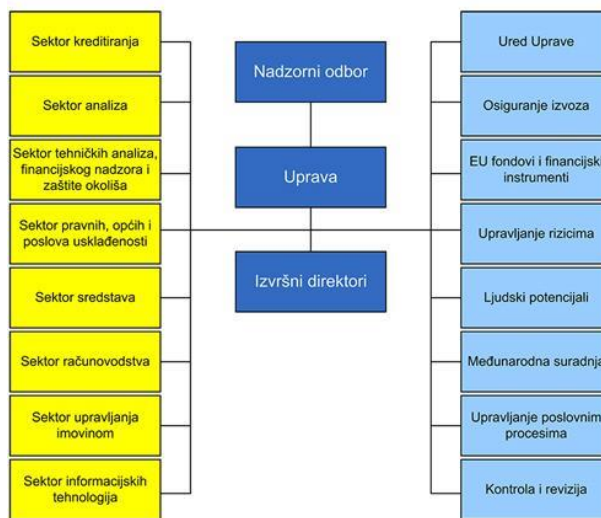 Sektor kreditiranja
Sektor analiza
Sektor tehničkih analiza,
financijskog nadzora i
zaštite okoliša
Sektor pravnih, općih i
poslova usklađenosti
Sektor sredstava
Sektor računovodstva
Sektor upravljanja
imovinom
Sektor informacijskih
tehnologija
Nadzorni odbor
Uprava
Izvršni direktori
Ured Uprave
Osiguranje izvoza
EU fondovi i financijski
instrumenti
Upravljanje rizicima
Ljudski potencijali
Međunarodna suradnja
Upravljanje poslovnim
procesima
Kontrola i revizija